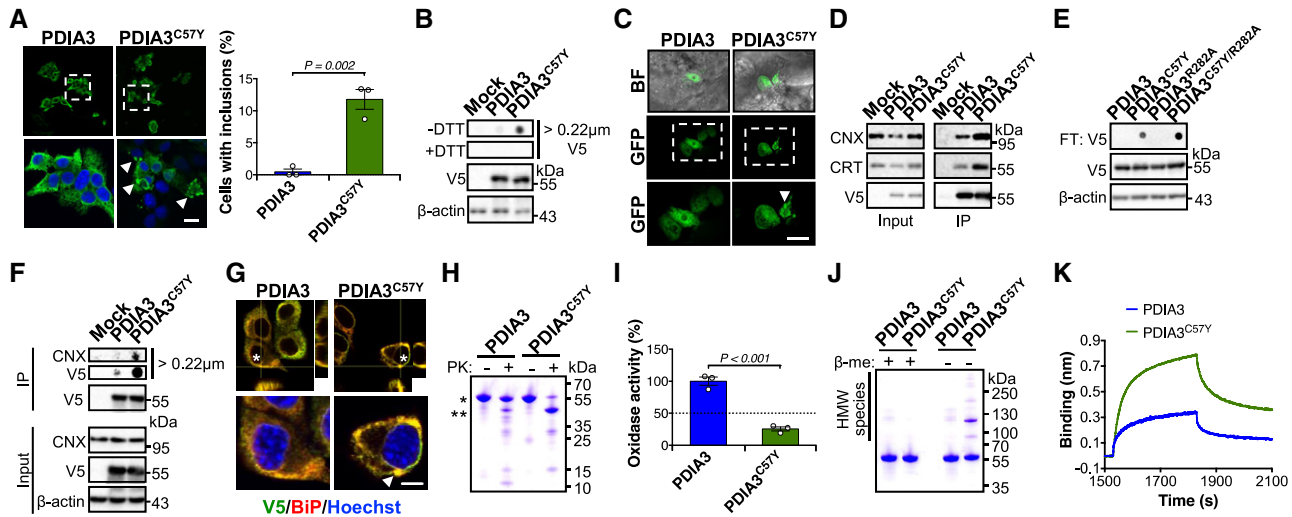 A
PDIA3 PDIA3C57Y
Cells with inclusions (%)
P = 0.002
15
10
5
0
PDIA3
PDIA3C57Y
B
Mock
PDIA3
PDIA3C57Y
-DTT
+DTT
> 0.22µm
V5
kDa
V5
55
β-actin
43
C
PDIA3 PDIA3C57Y
BF
GFP
GFP
D
Mock
PDIA3
PDIA3C57Y
Mock
PDIA3
PDIA3C57Y
kDa
CNX
95
CRT
55
V5
55
Input IP
E
PDIA3
PDIA3C57Y
PDIA3R282A
PDIA3C57Y/R282A
FT: V5
kDa
V5
55
β-actin
43
F
Mock
PDIA3
PDIA3C57Y
IP
CNX
V5
> 0.22µm
V5
55
kDa
Input
CNX
95
V5
55
β-actin
43
G
PDIA3 PDIA3C57Y
*
*
V5/BiP/Hoechst
H
PDIA3
PDIA3C57Y
PK: - + - + kDa
70
* 55
**
35
25
15
10
I
Oxidase activity (%)
P < 0.001
150
100
50
0
PDIA3
PDIA3C57Y
J
PDIA3
PDIA3C57Y
PDIA3
PDIA3C57Y
β-me: + + - - kDa
HMW
species
250
130
100
70
55
35
K
PDIA3
PDIA3C57Y
Binding (nm)
0.9
0.7
0.5
0.3
0.1
-0.1
1500 1700 1900 2100
Time (s)